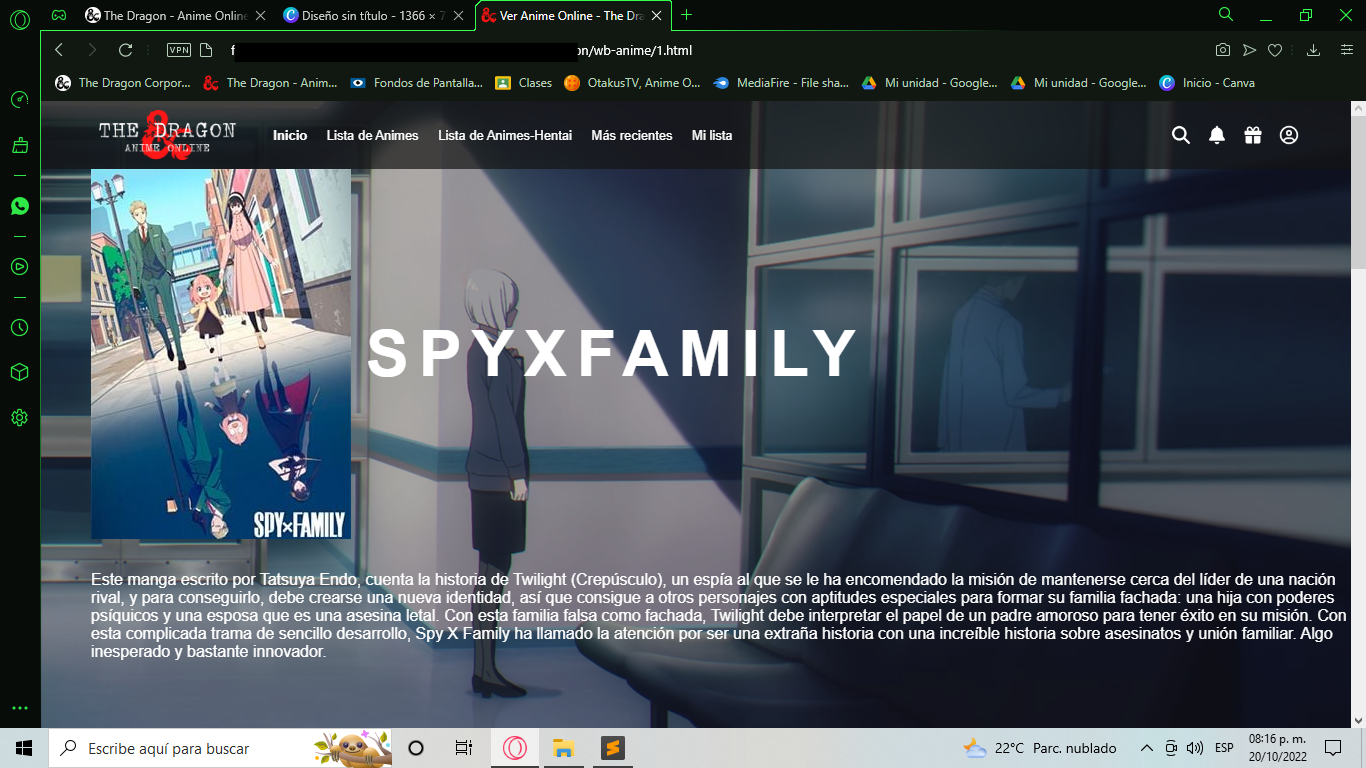 The Dragon - Anime Online
Diseño sin título - 1366 × 7
Ver Anime Online - The Dra
VPN
f
on/wb-anime/1.html
The Dragon Corpor...
The Dragon - Anim...
Fondos de Pantalla...
Clases
OtakusTV, Anime O...
MediaFire - File sha...
Mi unidad - Google...
Mi unidad - Google...
Inicio - Canva
THE DRAGON
ANIME ONLINE
Inicio
Lista de Animes
Lista de Animes-Hentai
Más recientes
Mi lista
SPY×FAMILY
SPYXFAMILY
Este manga escrito por Tatsuya Endo, cuenta la historia de Twilight (Crepúsculo), un espía al que se le ha encomendado la misión de mantenerse cerca del líder de una nación
rival, y para conseguirlo, debe crearse una nueva identidad, así que consigue a otros personajes con aptitudes especiales para formar su familia fachada: una hija con poderes
psíquicos y una esposa que es una asesina letal. Con esta familia falsa como fachada, Twilight debe interpretar el papel de un padre amoroso para tener éxito en su misión. Con
esta complicada trama de sencillo desarrollo, Spy X Family ha llamado la atención por ser una extraña historia con una increíble historia sobre asesinatos y unión familiar. Algo
inesperado y bastante innovador.
Escribe aquí para buscar
22°C Parc. nublado
ESP
08:16 p. m.
20/10/2022